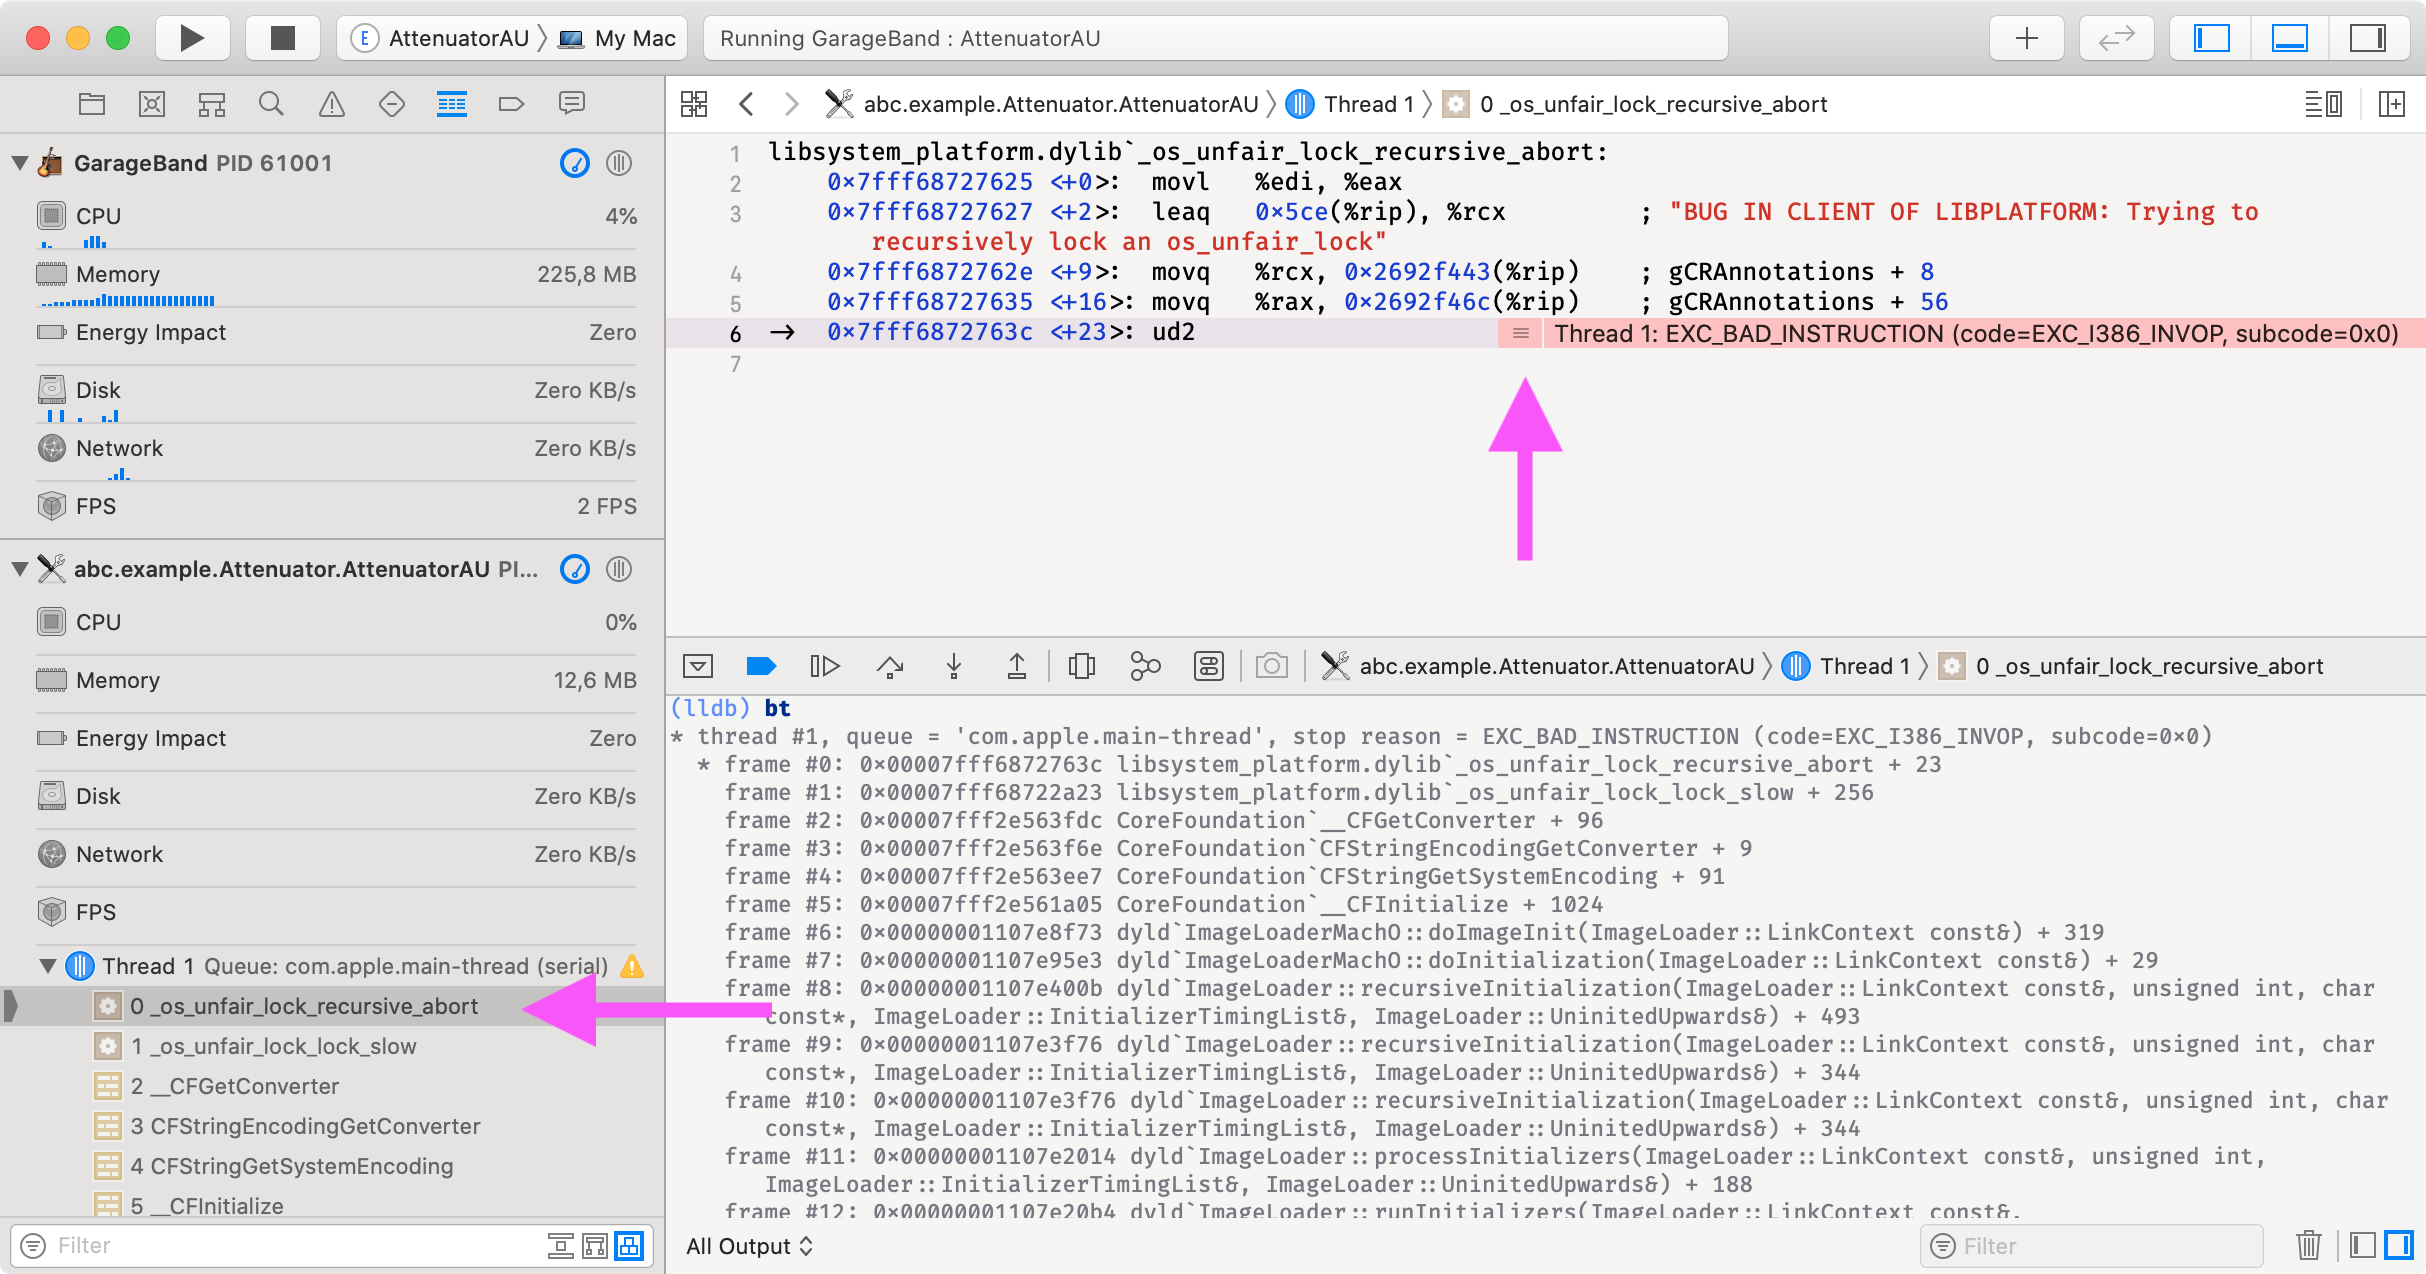 AttenuatorAU 〉 My Mac
Running GarageBand : AttenuatorAU
GarageBand PID 61001
CPU 4%
Memory 225,8 MB
Energy Impact Zero
Disk Zero KB/s
Network Zero KB/s
FPS 2 FPS
abc.example.Attenuator.AttenuatorAU PI...
CPU 0%
Memory 12,6 MB
Energy Impact Zero
Disk Zero KB/s
Network Zero KB/s
FPS
Thread 1 Queue: com.apple.main-thread (serial)
0 _os_unfair_lock_recursive_abort
1 _os_unfair_lock_lock_slow
2 __CFGetConverter
3 CFStringEncodingGetConverter
4 CFStringGetSystemEncoding
5 __CFInitialize
Filter
abc.example.Attenuator.AttenuatorAU 〉 Thread 1 〉 0 _os_unfair_lock_recursive_abort
1 libsystem_platform.dylib`_os_unfair_lock_recursive_abort:
2 0x7fff68727625 <+0>: movl %edi, %eax
3 0x7fff68727627 <+2>: leaq 0x5ce(%rip), %rcx ; "BUG IN CLIENT OF LIBPLATFORM: Trying to
recursively lock an os_unfair_lock"
4 0x7fff6872762e <+9>: movq %rcx, 0x2692f443(%rip) ; gCRAnnotations + 8
5 0x7fff68727635 <+16>: movq %rax, 0x2692f46c(%rip) ; gCRAnnotations + 56
6 -> 0x7fff6872763c <+23>: ud2 Thread 1: EXC_BAD_INSTRUCTION (code=EXC_I386_INVOP, subcode=0x0)
7
abc.example.Attenuator.AttenuatorAU 〉 Thread 1 〉 0 _os_unfair_lock_recursive_abort
(lldb) bt
* thread #1, queue = 'com.apple.main-thread', stop reason = EXC_BAD_INSTRUCTION (code=EXC_I386_INVOP, subcode=0x0)
* frame #0: 0x00007fff6872763c libsystem_platform.dylib`_os_unfair_lock_recursive_abort + 23
frame #1: 0x00007fff68722a23 libsystem_platform.dylib`_os_unfair_lock_lock_slow + 256
frame #2: 0x00007fff2e563fdc CoreFoundation`__CFGetConverter + 96
frame #3: 0x00007fff2e563f6e CoreFoundation`CFStringEncodingGetConverter + 9
frame #4: 0x00007fff2e563ee7 CoreFoundation`CFStringGetSystemEncoding + 91
frame #5: 0x00007fff2e561a05 CoreFoundation`__CFInitialize + 1024
frame #6: 0x00000001107e8f73 dyld`ImageLoaderMachO::doImageInit(ImageLoader::LinkContext const&) + 319
frame #7: 0x00000001107e95e3 dyld`ImageLoaderMachO::doInitialization(ImageLoader::LinkContext const&) + 29
frame #8: 0x00000001107e400b dyld`ImageLoader::recursiveInitialization(ImageLoader::LinkContext const&, unsigned int, char
const*, ImageLoader::InitializerTimingList&, ImageLoader::UninitedUpwards&) + 493
frame #9: 0x00000001107e3f76 dyld`ImageLoader::recursiveInitialization(ImageLoader::LinkContext const&, unsigned int, char
const*, ImageLoader::InitializerTimingList&, ImageLoader::UninitedUpwards&) + 344
frame #10: 0x00000001107e3f76 dyld`ImageLoader::recursiveInitialization(ImageLoader::LinkContext const&, unsigned int, char
const*, ImageLoader::InitializerTimingList&, ImageLoader::UninitedUpwards&) + 344
frame #11: 0x00000001107e2014 dyld`ImageLoader::processInitializers(ImageLoader::LinkContext const&, unsigned int,
ImageLoader::InitializerTimingList&, ImageLoader::UninitedUpwards&) + 188
frame #12: 0x00000001107e20b4 dyld`ImageLoader::runInitializers(ImageLoader::LinkContext const&,
All Output
Filter